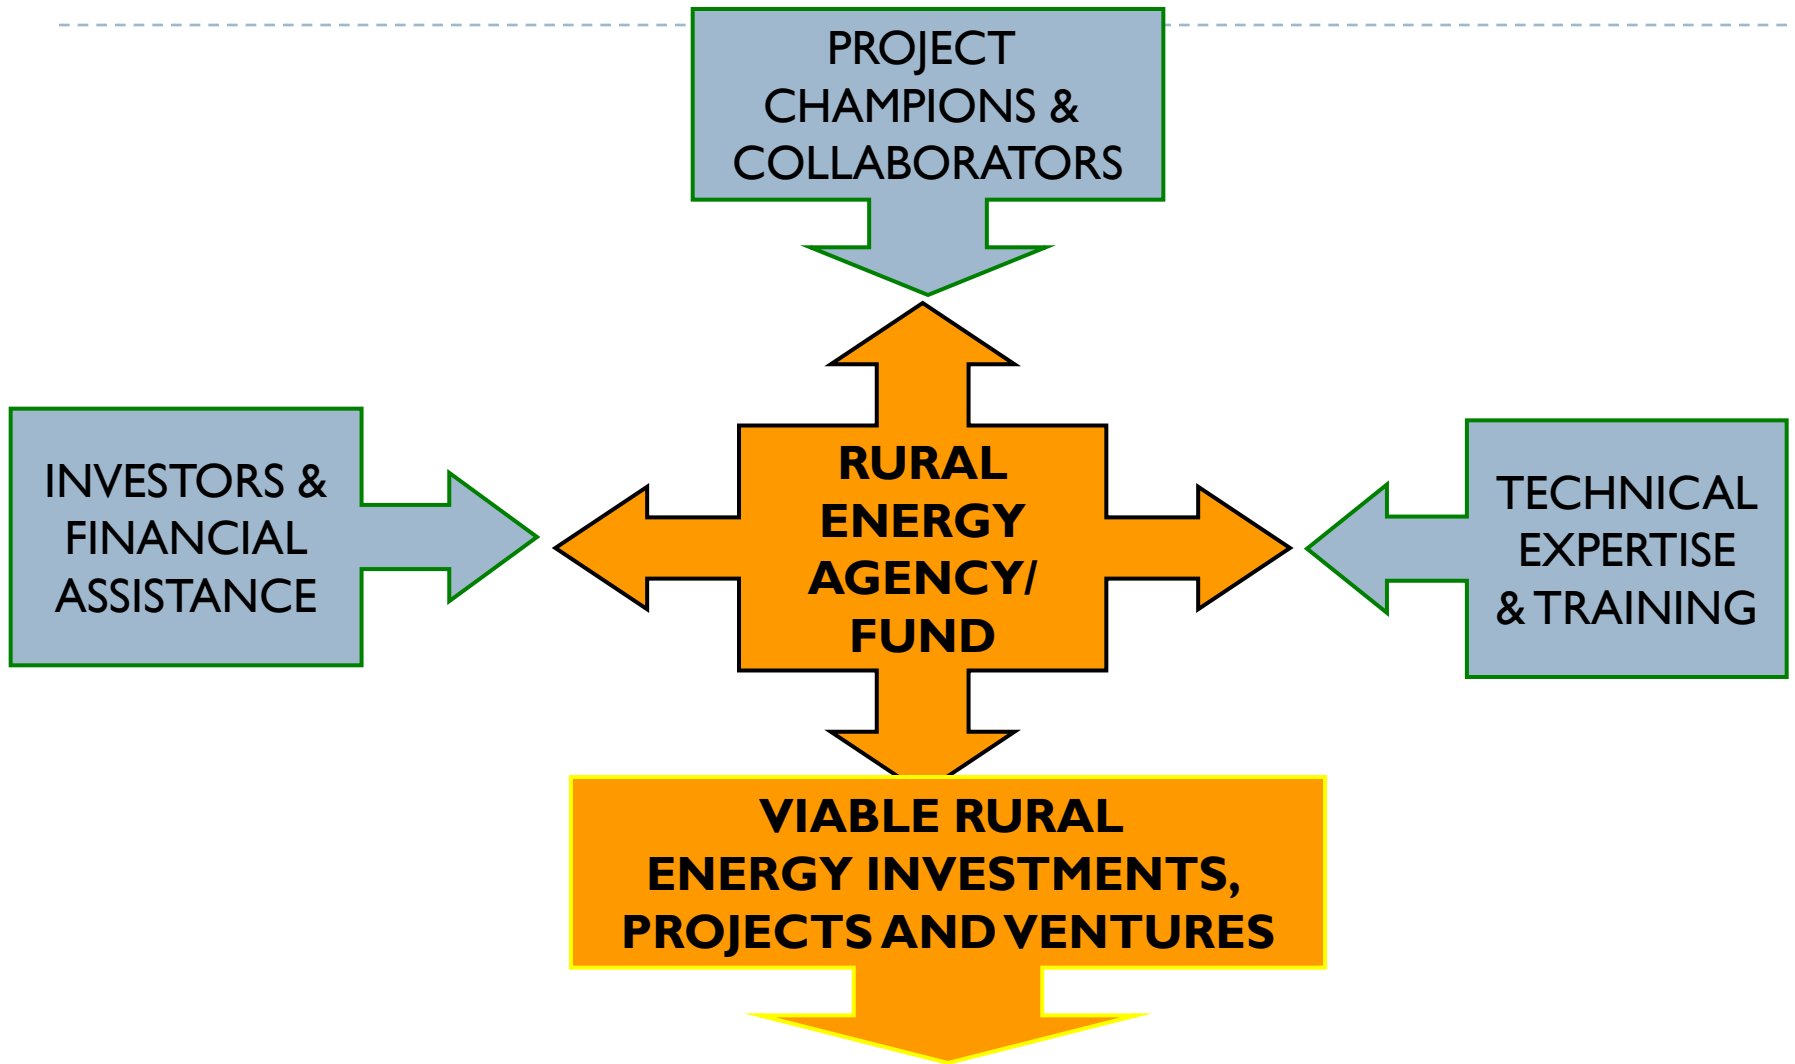 PROJECT
CHAMPIONS &
COLLABORATORS
INVESTORS &
FINANCIAL
ASSISTANCE
RURAL
ENERGY
AGENCY/
FUND
TECHNICAL
EXPERTISE
& TRAINING
VIABLE RURAL
ENERGY INVESTMENTS,
PROJECTS AND VENTURES